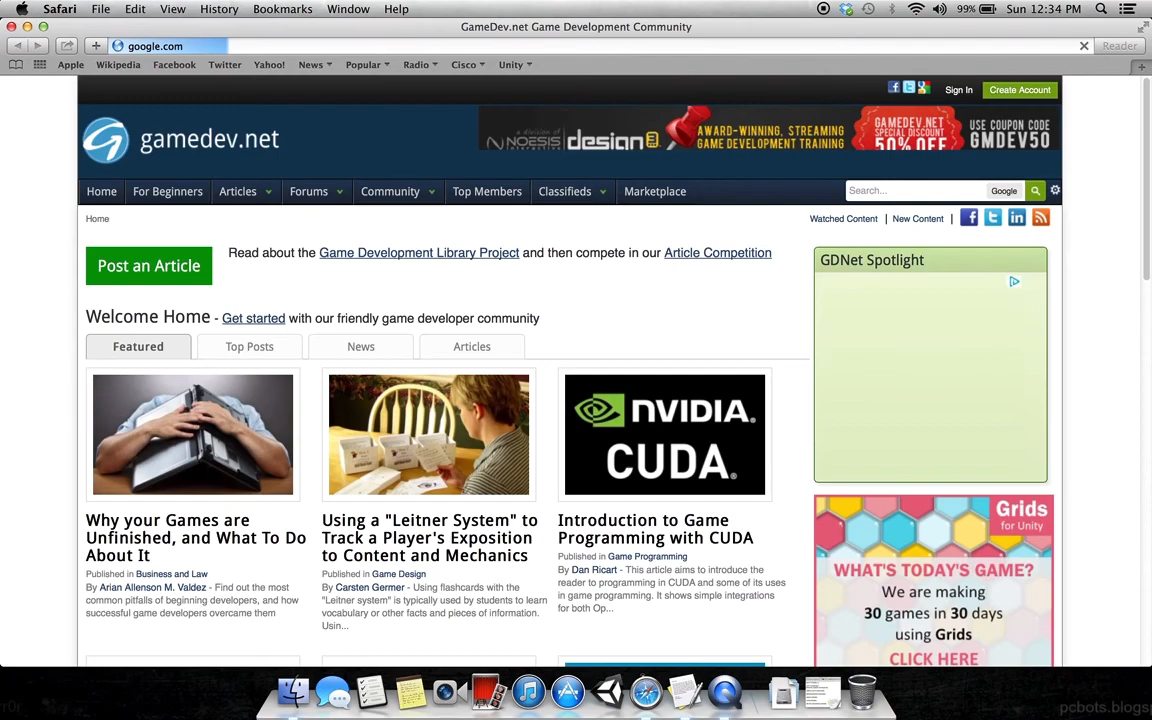 Safari File Edit View History Bookmarks Window Help 99% Sun 12:34 PM
GameDev.net Game Development Community
google.com Reader
Apple Wikipedia Facebook Twitter Yahoo! News Popular Radio Cisco Unity
Sign In Create Account
gamedev.net
a division of
NOESIS
INTERACTIVE
design3
AWARD-WINNING, STREAMING
GAME DEVELOPMENT TRAINING
GAMEDEV.NET
SPECIAL DISCOUNT
50% OFF
USE COUPON CODE
GMDEV50
Home For Beginners Articles Forums Community Top Members Classifieds Marketplace Search... Google
Home
Watched Content | New Content |
Post an Article
Read about the Game Development Library Project and then compete in our Article Competition
GDNet Spotlight
Welcome Home - Get started with our friendly game developer community
Featured Top Posts News Articles
NVIDIA.
CUDA.
Why your Games are
Unfinished, and What To Do
About It
Published in Business and Law
By Arian Allenson M. Valdez - Find out the most
common pitfalls of beginning developers, and how
successful game developers overcame them
Using a "Leitner System" to
Track a Player's Exposition
to Content and Mechanics
Published in Game Design
By Carsten Germer - Using flashcards with the
"Leitner system" is typically used by students to learn
vocabulary or other facts and pieces of information.
Usin...
Introduction to Game
Programming with CUDA
Published in Game Programming
By Dan Ricart - This article aims to introduce the
reader to programming in CUDA and some of its uses
in game programming. It shows simple integrations
for both Op...
Grids
for Unity
WHAT'S TODAY'S GAME?
We are making
30 games in 30 days
using Grids
CLICK HERE
pcbots.blogs